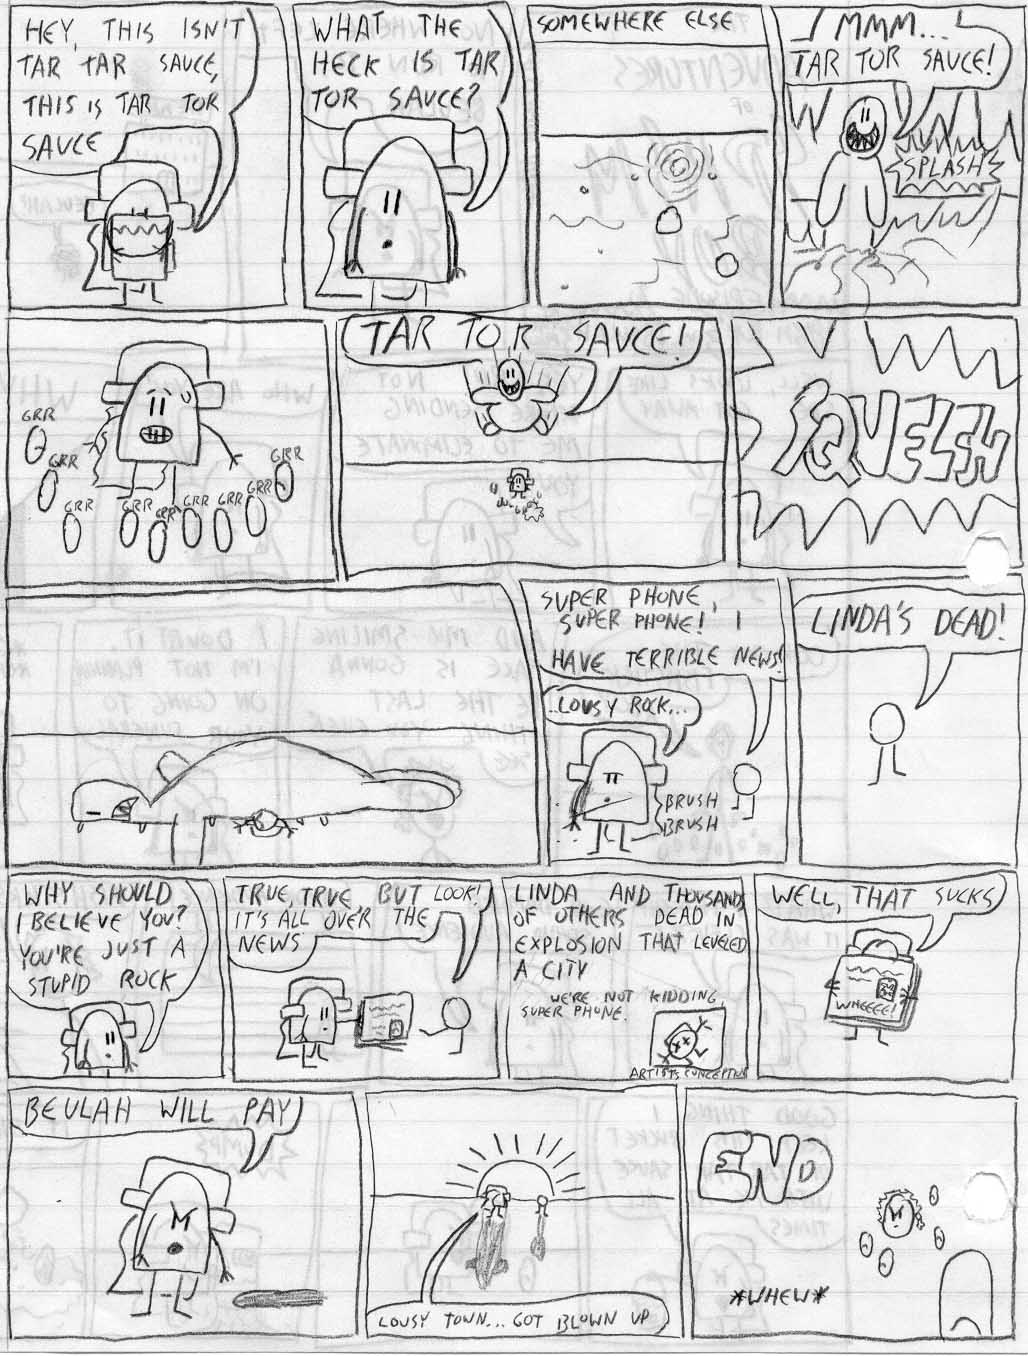 HEY, THIS ISN'T
TAR TAR SAUCE,
THIS IS TAR TOR
SAUCE
WHAT THE
HECK IS TAR
TOR SAUCE?
SOMEWHERE ELSE
MMM...
TAR TOR SAUCE!
SPLASH
GRR
GRR
GRR
GRR
GRR
GRR
GRR
GRR
GRR
TAR TOR SAUCE!
SQUELSH
SUPER PHONE,
SUPER PHONE! I
HAVE TERRIBLE NEWS!
...LOUSY ROCK...
BRUSH
BRUSH
LINDA'S DEAD!
WHY SHOULD
I BELIEVE YOU?
YOU'RE JUST A
STUPID ROCK
TRUE, TRUE, BUT LOOK!
IT'S ALL OVER THE
NEWS
LINDA AND THOUSANDS
OF OTHERS DEAD IN
EXPLOSION THAT LEVELED
A CITY
WE'RE NOT KIDDING,
SUPER PHONE.
ARTISTS CONCEPTION
WELL, THAT SUCKS
WHEEEE!
BEULAH WILL PAY
LOUSY TOWN... GOT BLOWN UP
END
*WHEW*